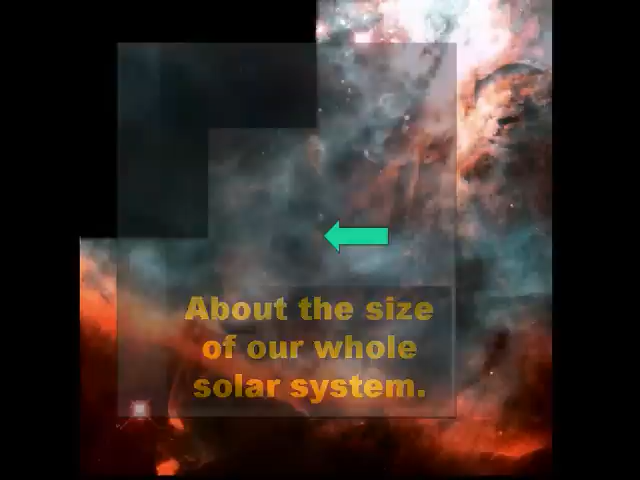 About the size
of our whole
solar system.